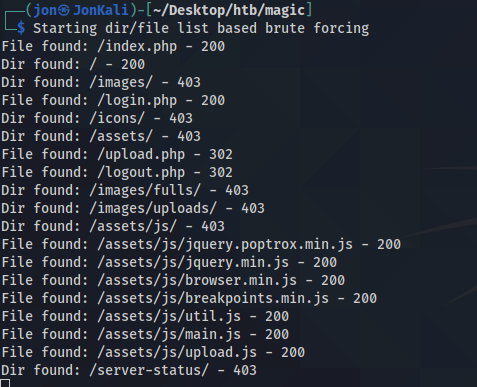 ┌──(jon㉿JonKali)-[~/Desktop/htb/magic]
└─$ Starting dir/file list based brute forcing
File found: /index.php - 200
Dir found: / - 200
Dir found: /images/ - 403
File found: /login.php - 200
Dir found: /icons/ - 403
Dir found: /assets/ - 403
File found: /upload.php - 302
File found: /logout.php - 302
Dir found: /images/fulls/ - 403
Dir found: /images/uploads/ - 403
Dir found: /assets/js/ - 403
File found: /assets/js/jquery.poptrox.min.js - 200
File found: /assets/js/jquery.min.js - 200
File found: /assets/js/browser.min.js - 200
File found: /assets/js/breakpoints.min.js - 200
File found: /assets/js/util.js - 200
File found: /assets/js/main.js - 200
File found: /assets/js/upload.js - 200
Dir found: /server-status/ - 403